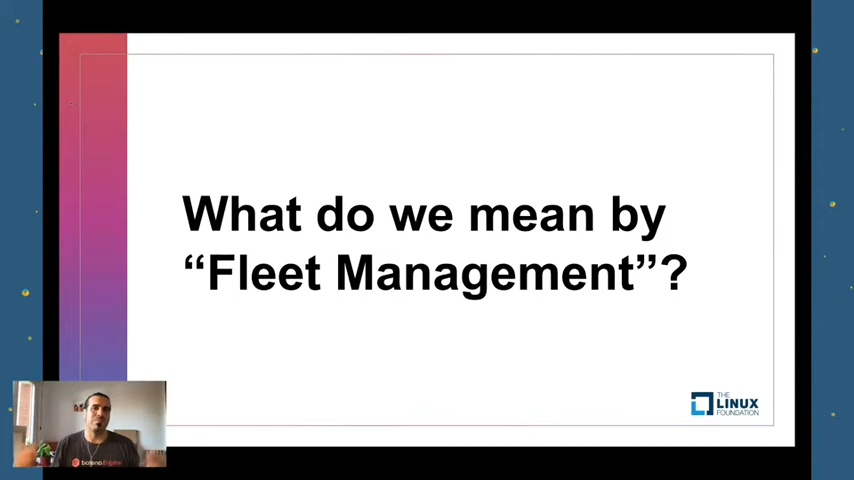 What do we mean by
“Fleet Management”?
THE
LINUX
FOUNDATION